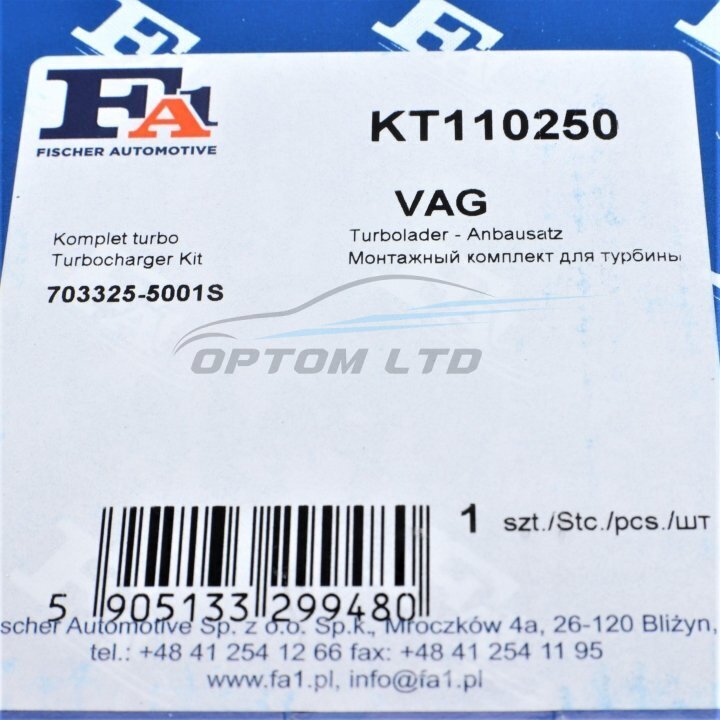 FA1
FISCHER AUTOMOTIVE
KT110250
VAG
Komplet turbo
Turbocharger Kit
703325-5001S
Turbolader - Anbausatz
Монтажный комплект для турбины
OPTOM LTD
1 szt./Stc./pcs./шт
5 905133 299480
scher Automotive Sp. z o.o. Sp.k., Mroczków 4a, 26-120 Bliżyn,
tel.: +48 41 254 12 66 fax: +48 41 254 11 95
www.fa1.pl, info@fa1.pl